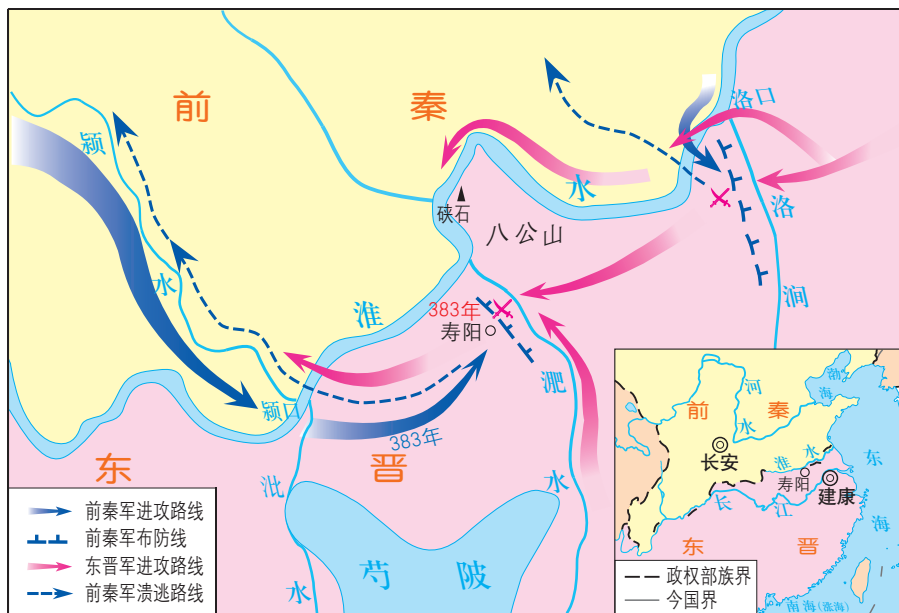 前 秦
颍
水
洛口
水
硖石
八公山
洛
涧
淮
383年
寿阳
淝
水
颍口
383年
东 晋
沘
水
芍 陂
前秦军进攻路线
前秦军布防线
东晋军进攻路线
前秦军溃逃路线
前 秦
河
水
渤
海
长安
淮 水
寿阳
建康
长 江
东
海
东 晋
南海
政权部族界
今国界